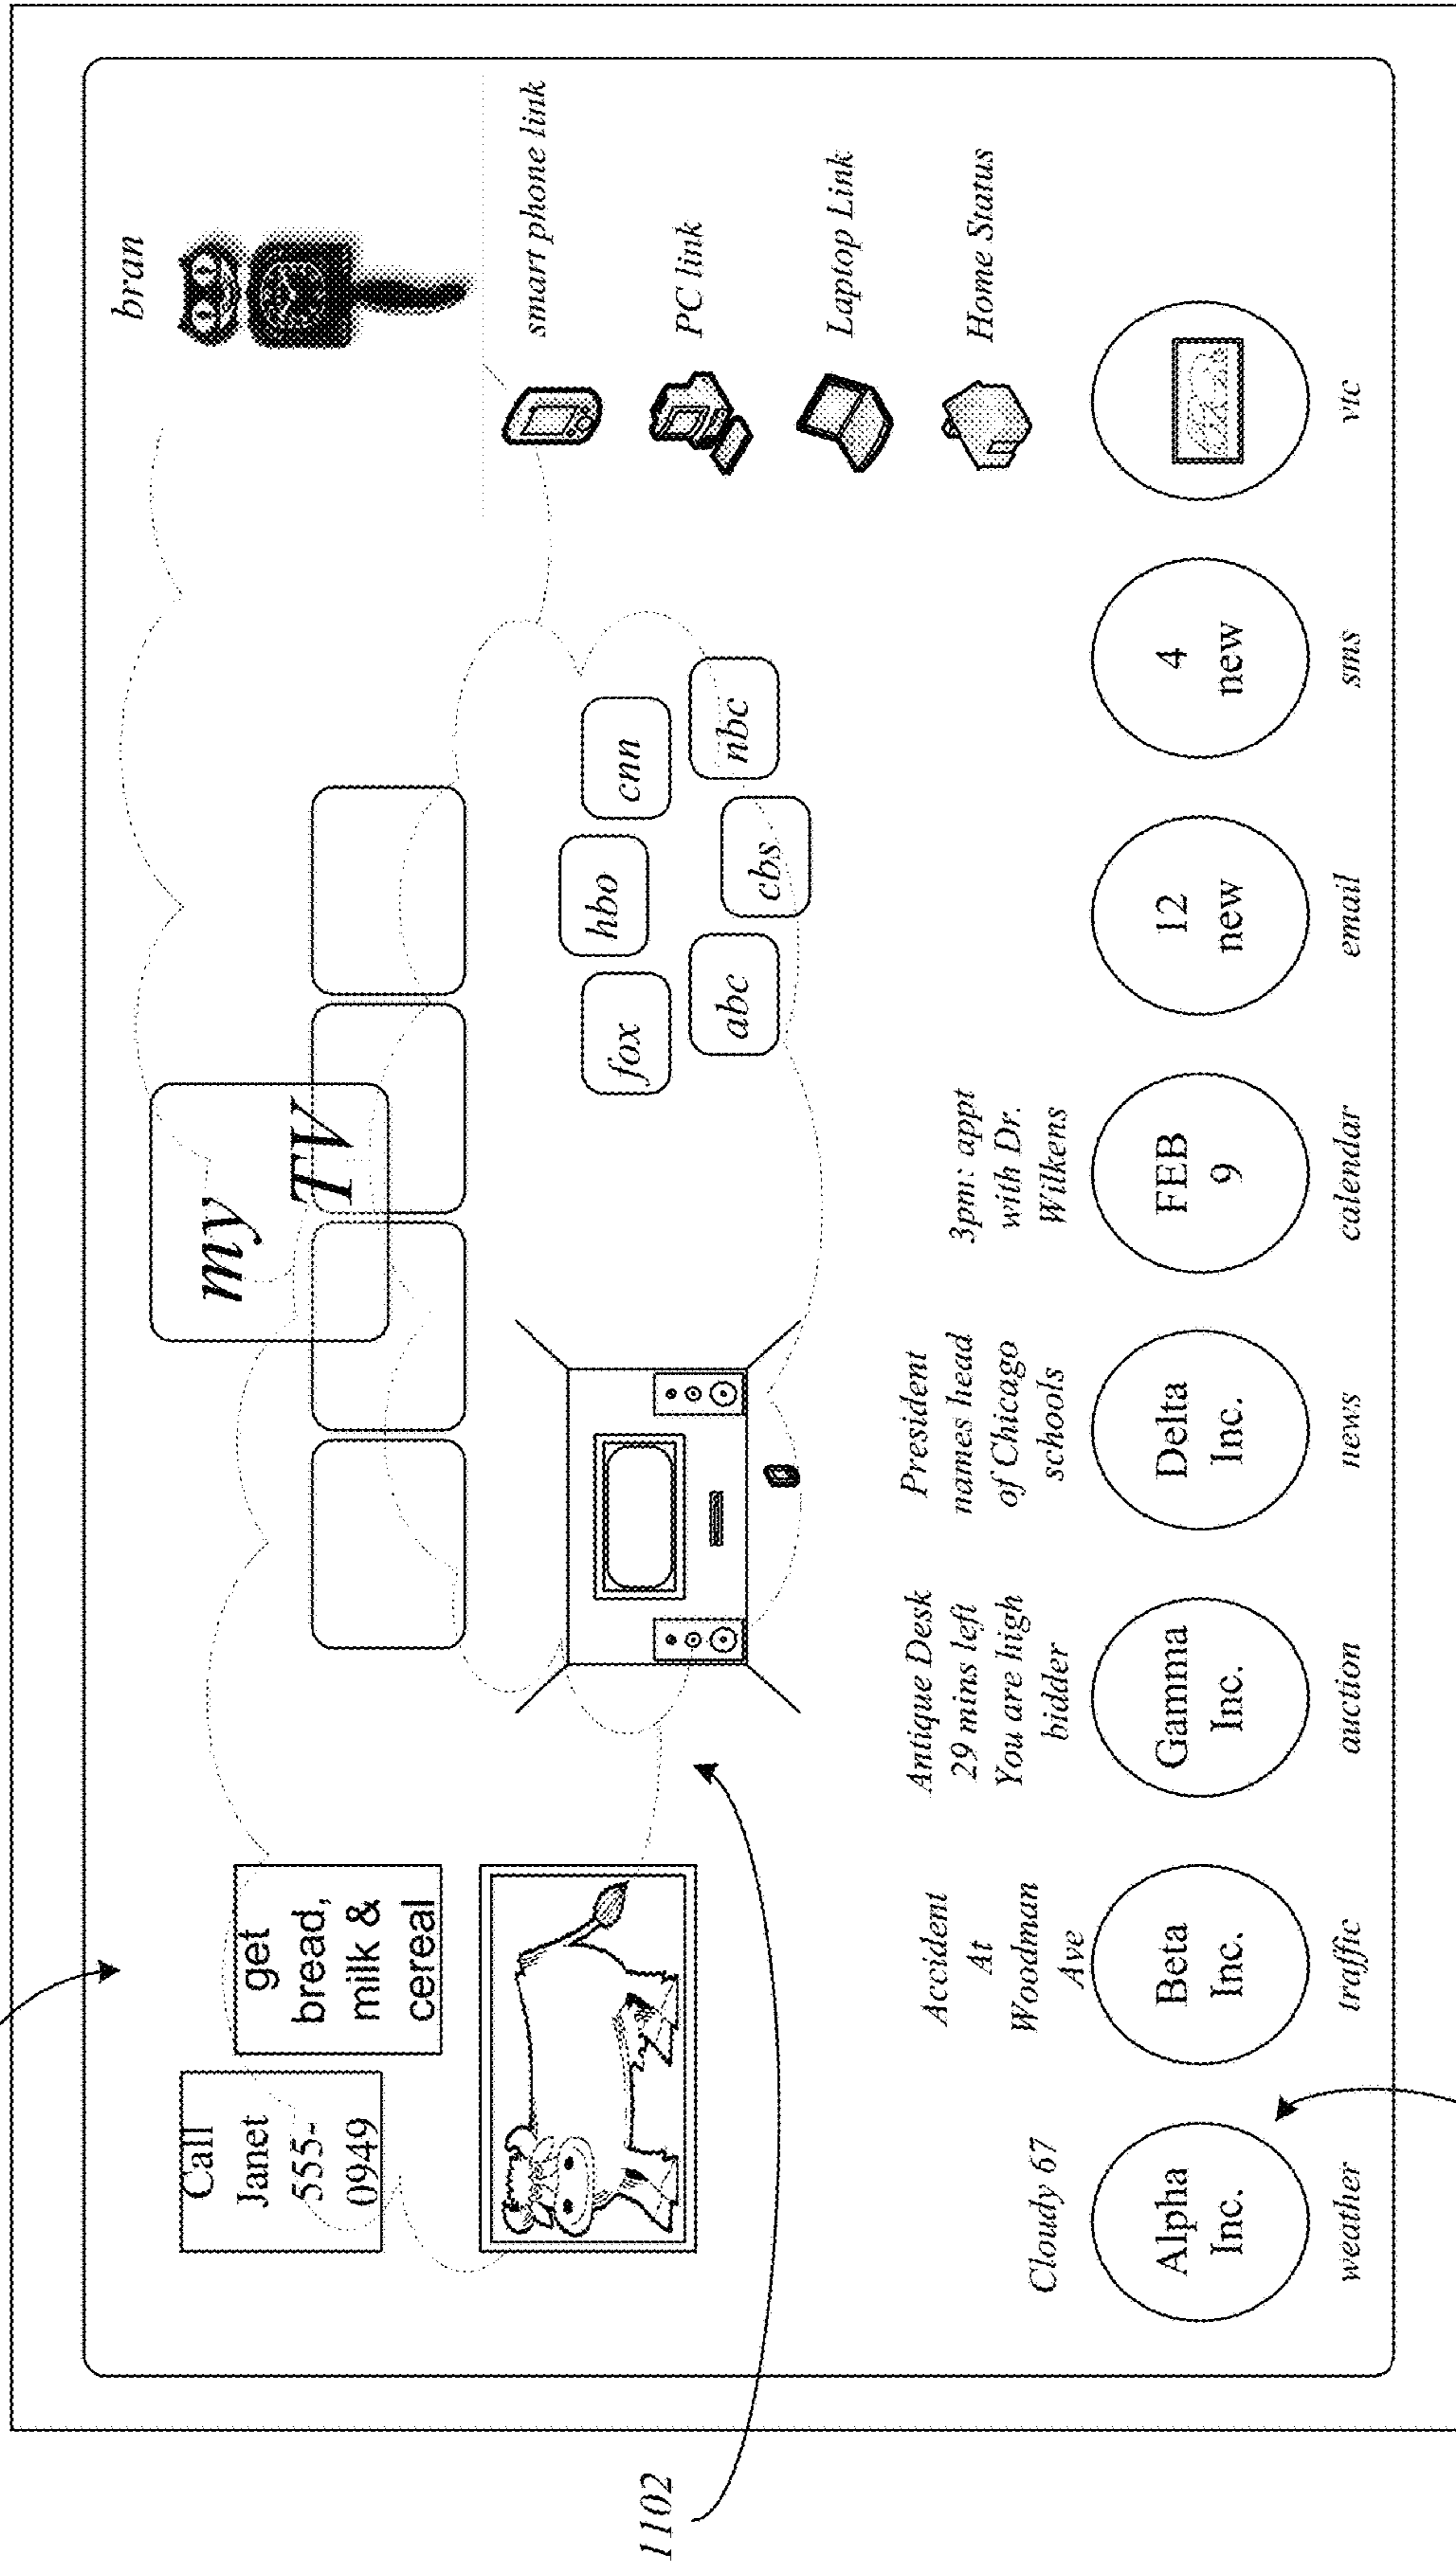 Call
Janet
555-
0949
get
bread,
milk &
cereal
my
TV
bran
smart phone link
PC link
Laptop Link
Home Status
fox
hbo
cnn
abc
cbs
nbc
1102
Cloudy 67
Accident
At
Woodman
Ave
Antique Desk
29 mins left
You are high
bidder
President
names head
of Chicago
schools
3pm: appt
with Dr.
Wilkens
Alpha
Inc.
Beta
Inc.
Gamma
Inc.
Delta
Inc.
FEB
9
12
new
4
new
weather
traffic
auction
news
calendar
email
sms
vtc